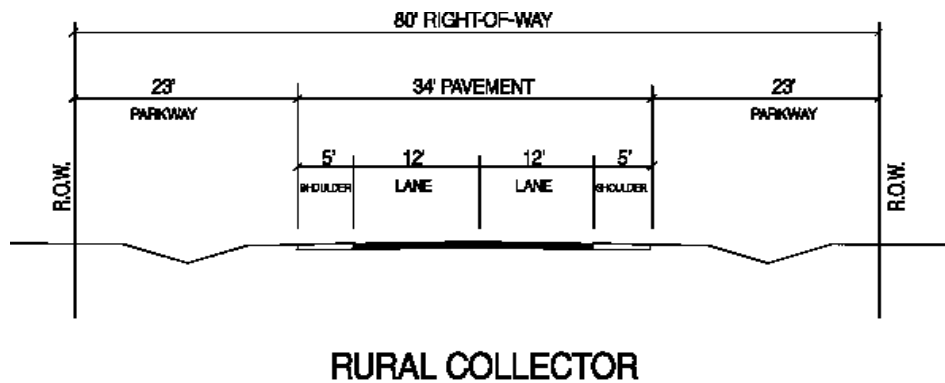 80' RIGHT-OF-WAY
23' 34' PAVEMENT 23'
PARKWAY PARKWAY
5' 12' 12' 5'
SHOULDER LANE LANE SHOULDER
R.O.W. R.O.W.
RURAL COLLECTOR